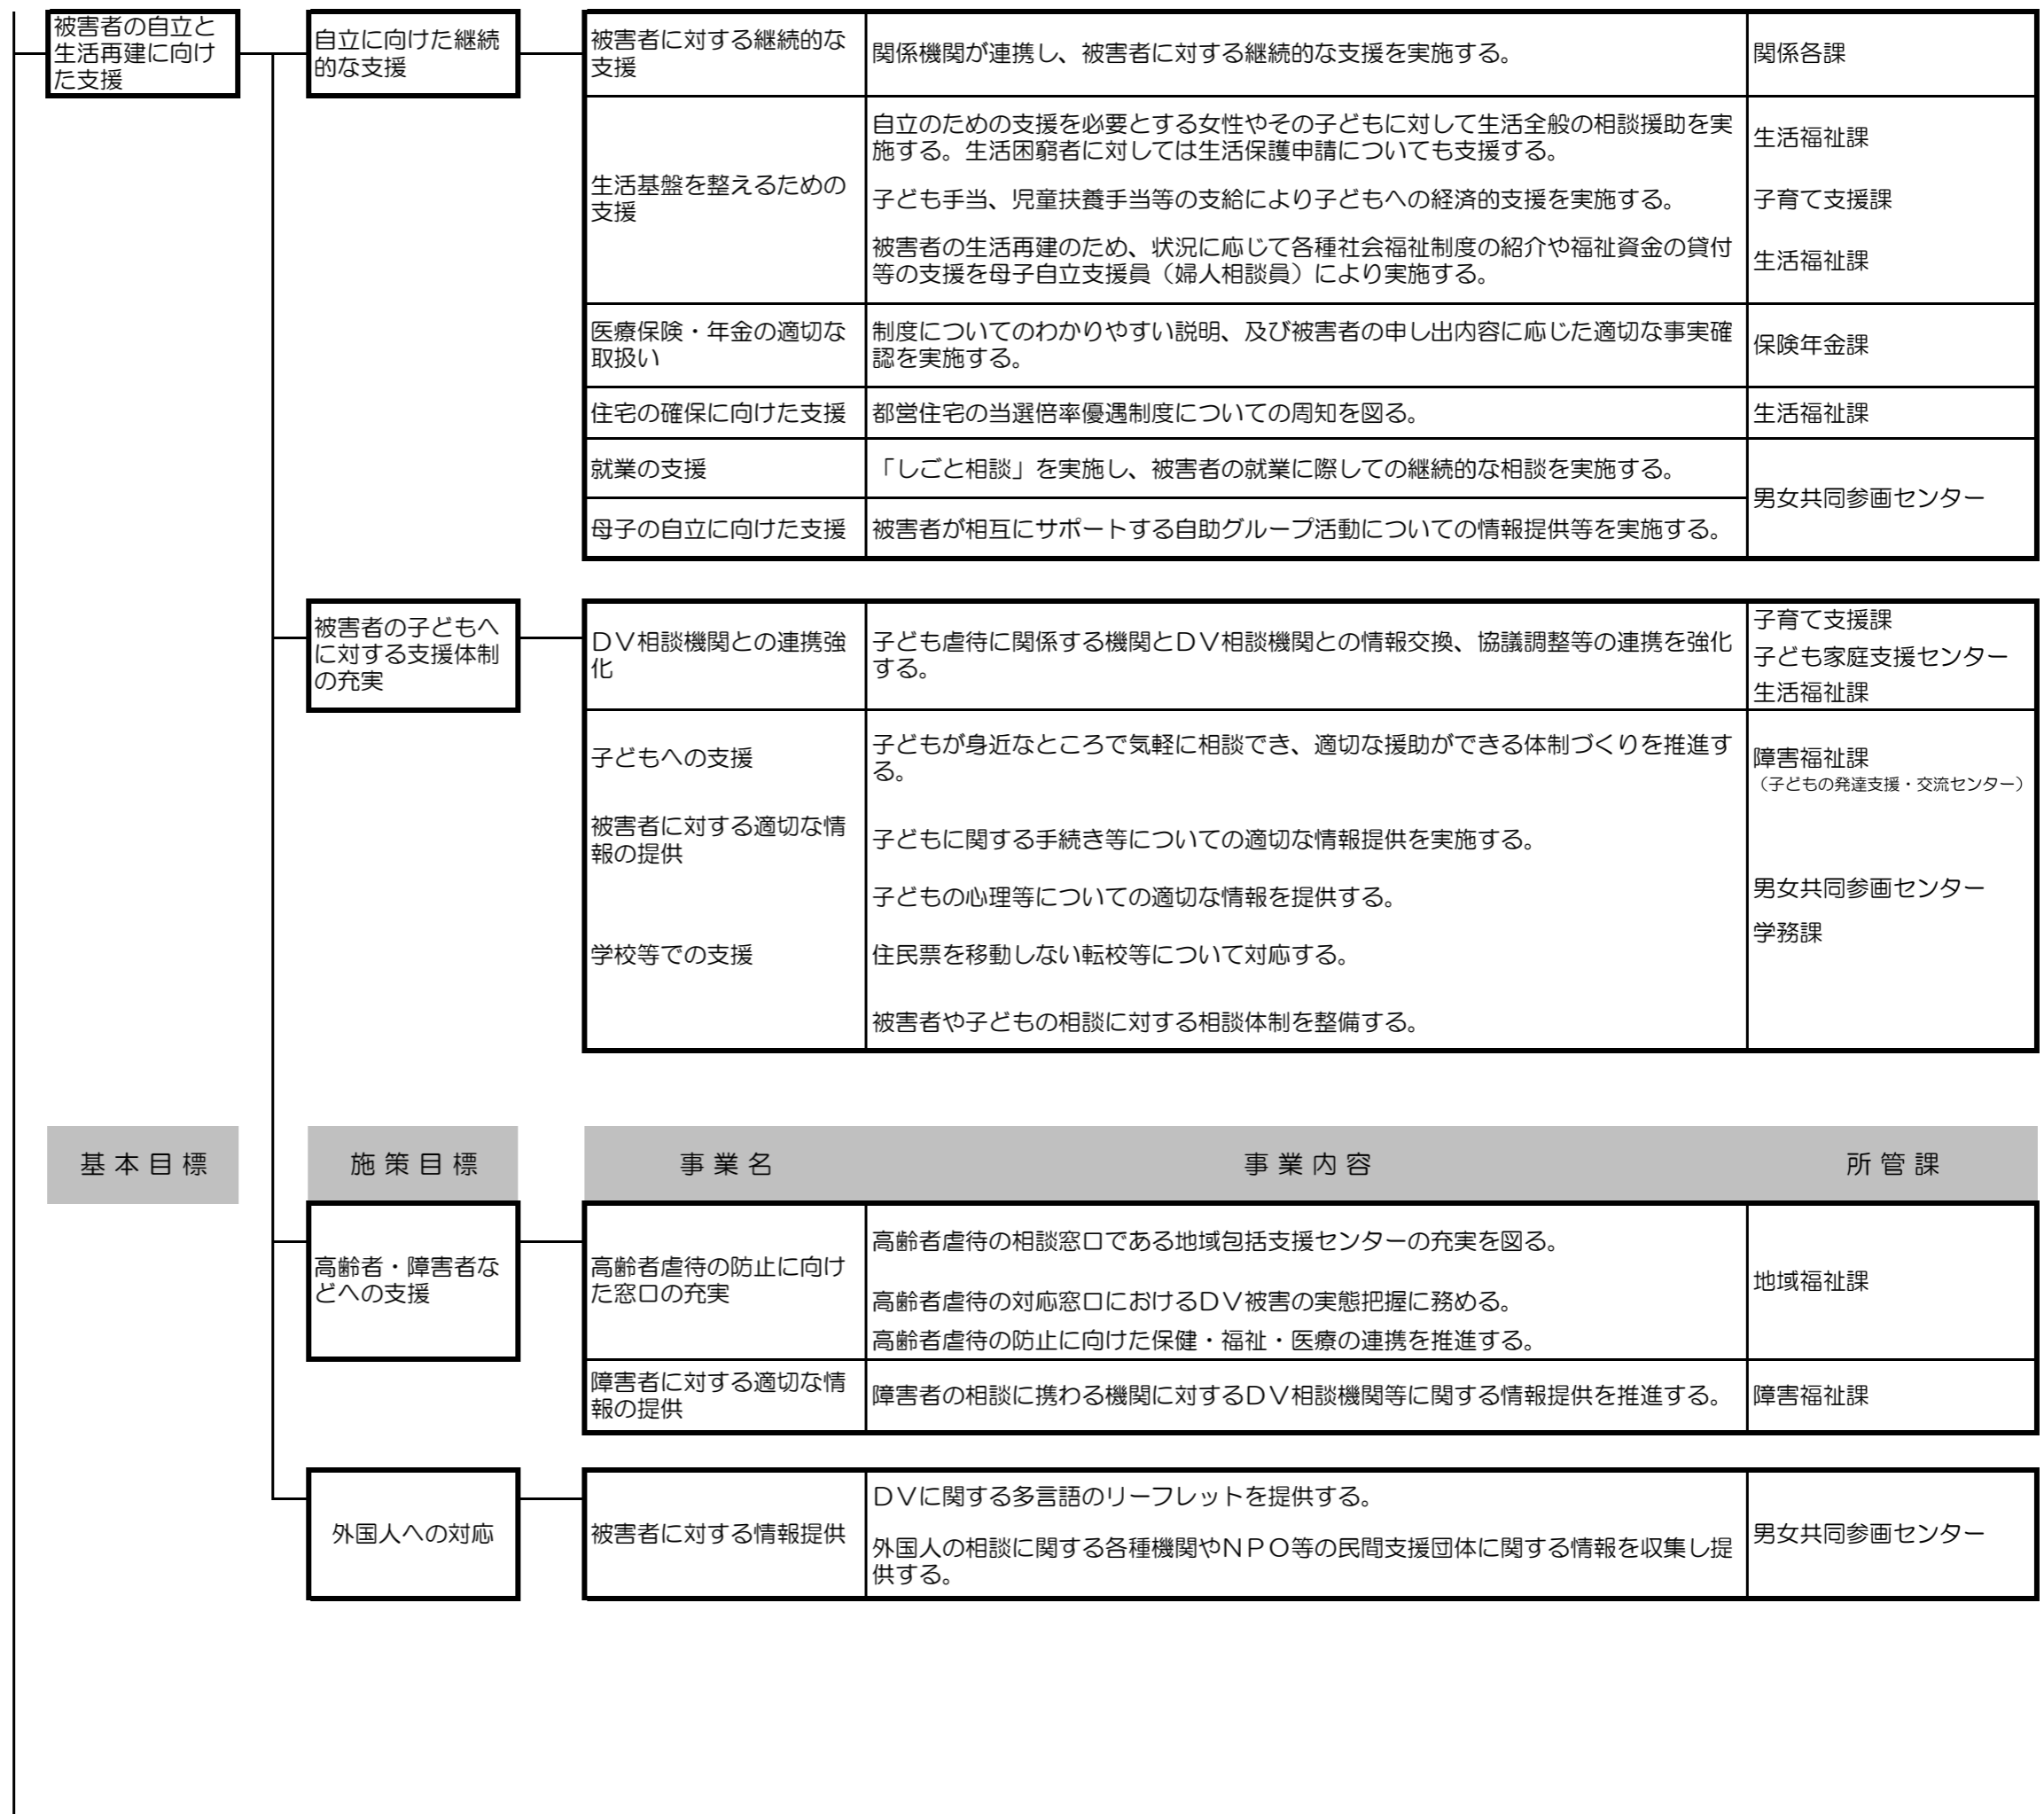 被害者の自立と
生活再建に向け
た支援
自立に向けた継続
的な支援
被害者に対する継続的な
支援
関係機関が連携し、被害者に対する継続的な支援を実施する。
関係各課
生活基盤を整えるための
支援
自立のための支援を必要とする女性やその子どもに対して生活全般の相談援助を実
施する。生活困窮者に対しては生活保護申請についても支援する。
生活福祉課
子ども手当、児童扶養手当等の支給により子どもへの経済的支援を実施する。
子育て支援課
被害者の生活再建のため、状況に応じて各種社会福祉制度の紹介や福祉資金の貸付
等の支援を母子自立支援員（婦人相談員）により実施する。
生活福祉課
医療保険・年金の適切な
取扱い
制度についてのわかりやすい説明、及び被害者の申し出内容に応じた適切な事実確
認を実施する。
保険年金課
住宅の確保に向けた支援
都営住宅の当選倍率優遇制度についての周知を図る。
生活福祉課
就業の支援
「しごと相談」を実施し、被害者の就業に際しての継続的な相談を実施する。
男女共同参画センター
母子の自立に向けた支援
被害者が相互にサポートする自助グループ活動についての情報提供等を実施する。
被害者の子どもへ
に対する支援体制
の充実
ＤＶ相談機関との連携強
化
子ども虐待に関係する機関とＤＶ相談機関との情報交換、協議調整等の連携を強化
する。
子育て支援課
子ども家庭支援センター
生活福祉課
子どもへの支援
子どもが身近なところで気軽に相談でき、適切な援助ができる体制づくりを推進す
る。
障害福祉課
（子どもの発達支援・交流センター）
被害者に対する適切な情
報の提供
子どもに関する手続き等についての適切な情報提供を実施する。
子どもの心理等についての適切な情報を提供する。
男女共同参画センター
学務課
学校等での支援
住民票を移動しない転校等について対応する。
被害者や子どもの相談に対する相談体制を整備する。
基本目標
施策目標
事業名
事業内容
所管課
高齢者・障害者な
どへの支援
高齢者虐待の防止に向け
た窓口の充実
高齢者虐待の相談窓口である地域包括支援センターの充実を図る。
高齢者虐待の対応窓口におけるＤＶ被害の実態把握に務める。
高齢者虐待の防止に向けた保健・福祉・医療の連携を推進する。
地域福祉課
障害者に対する適切な情
報の提供
障害者の相談に携わる機関に対するＤＶ相談機関等に関する情報提供を推進する。
障害福祉課
外国人への対応
被害者に対する情報提供
ＤＶに関する多言語のリーフレットを提供する。
外国人の相談に関する各種機関やＮＰＯ等の民間支援団体に関する情報を収集し提
供する。
男女共同参画センター